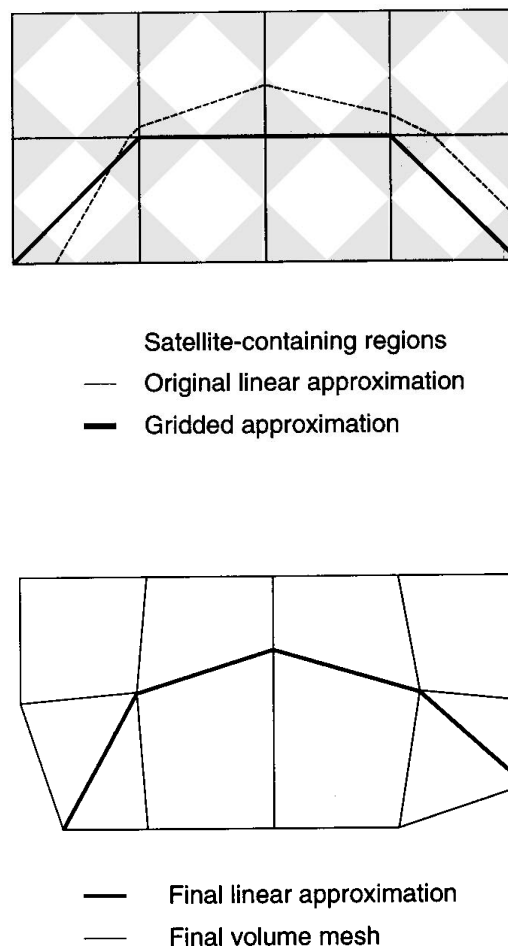 Satellite-containing regions
Original linear approximation
Gridded approximation
Final linear approximation
Final volume mesh